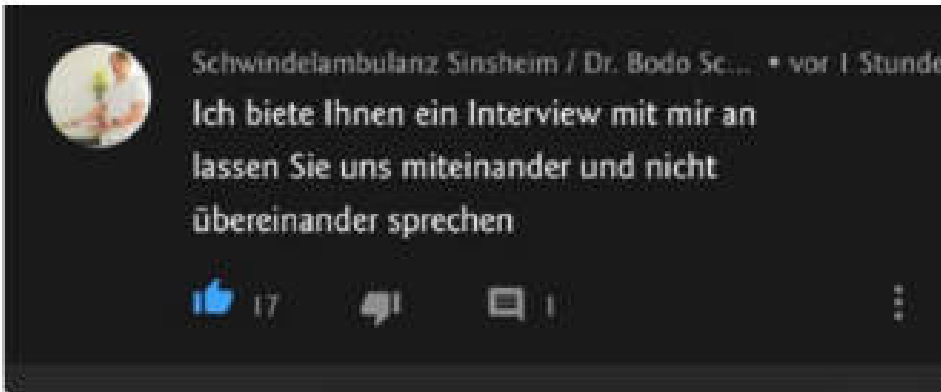 Schwindelambulanz Sinsheim / Dr. Bodo Sc... • vor 1 Stunde
Ich biete Ihnen ein Interview mit mir an
lassen Sie uns miteinander und nicht
übereinander sprechen
17 1